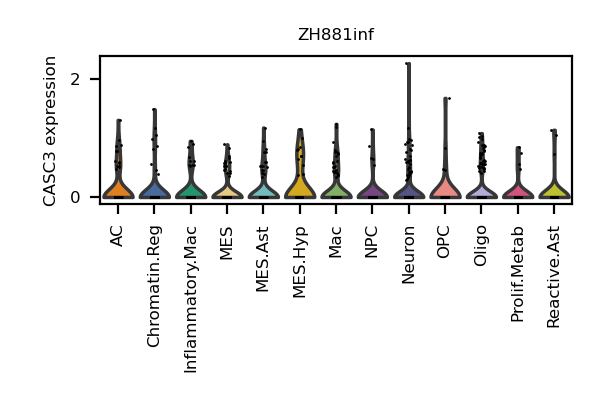 ZH881inf
CASC3 expression
2
0
AC
Chromatin.Reg
Inflammatory.Mac
MES
MES.Ast
MES.Hyp
Mac
NPC
Neuron
OPC
Oligo
Prolif.Metab
Reactive.Ast